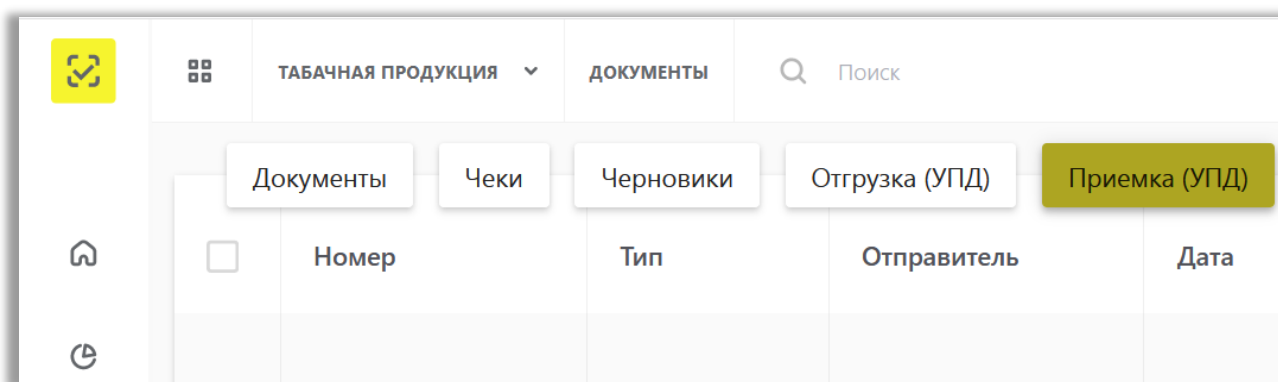 ТАБАЧНАЯ ПРОДУКЦИЯ ДОКУМЕНТЫ Поиск
Документы Чеки Черновики Отгрузка (УПД) Приемка (УПД)
Номер Тип Отправитель Дата